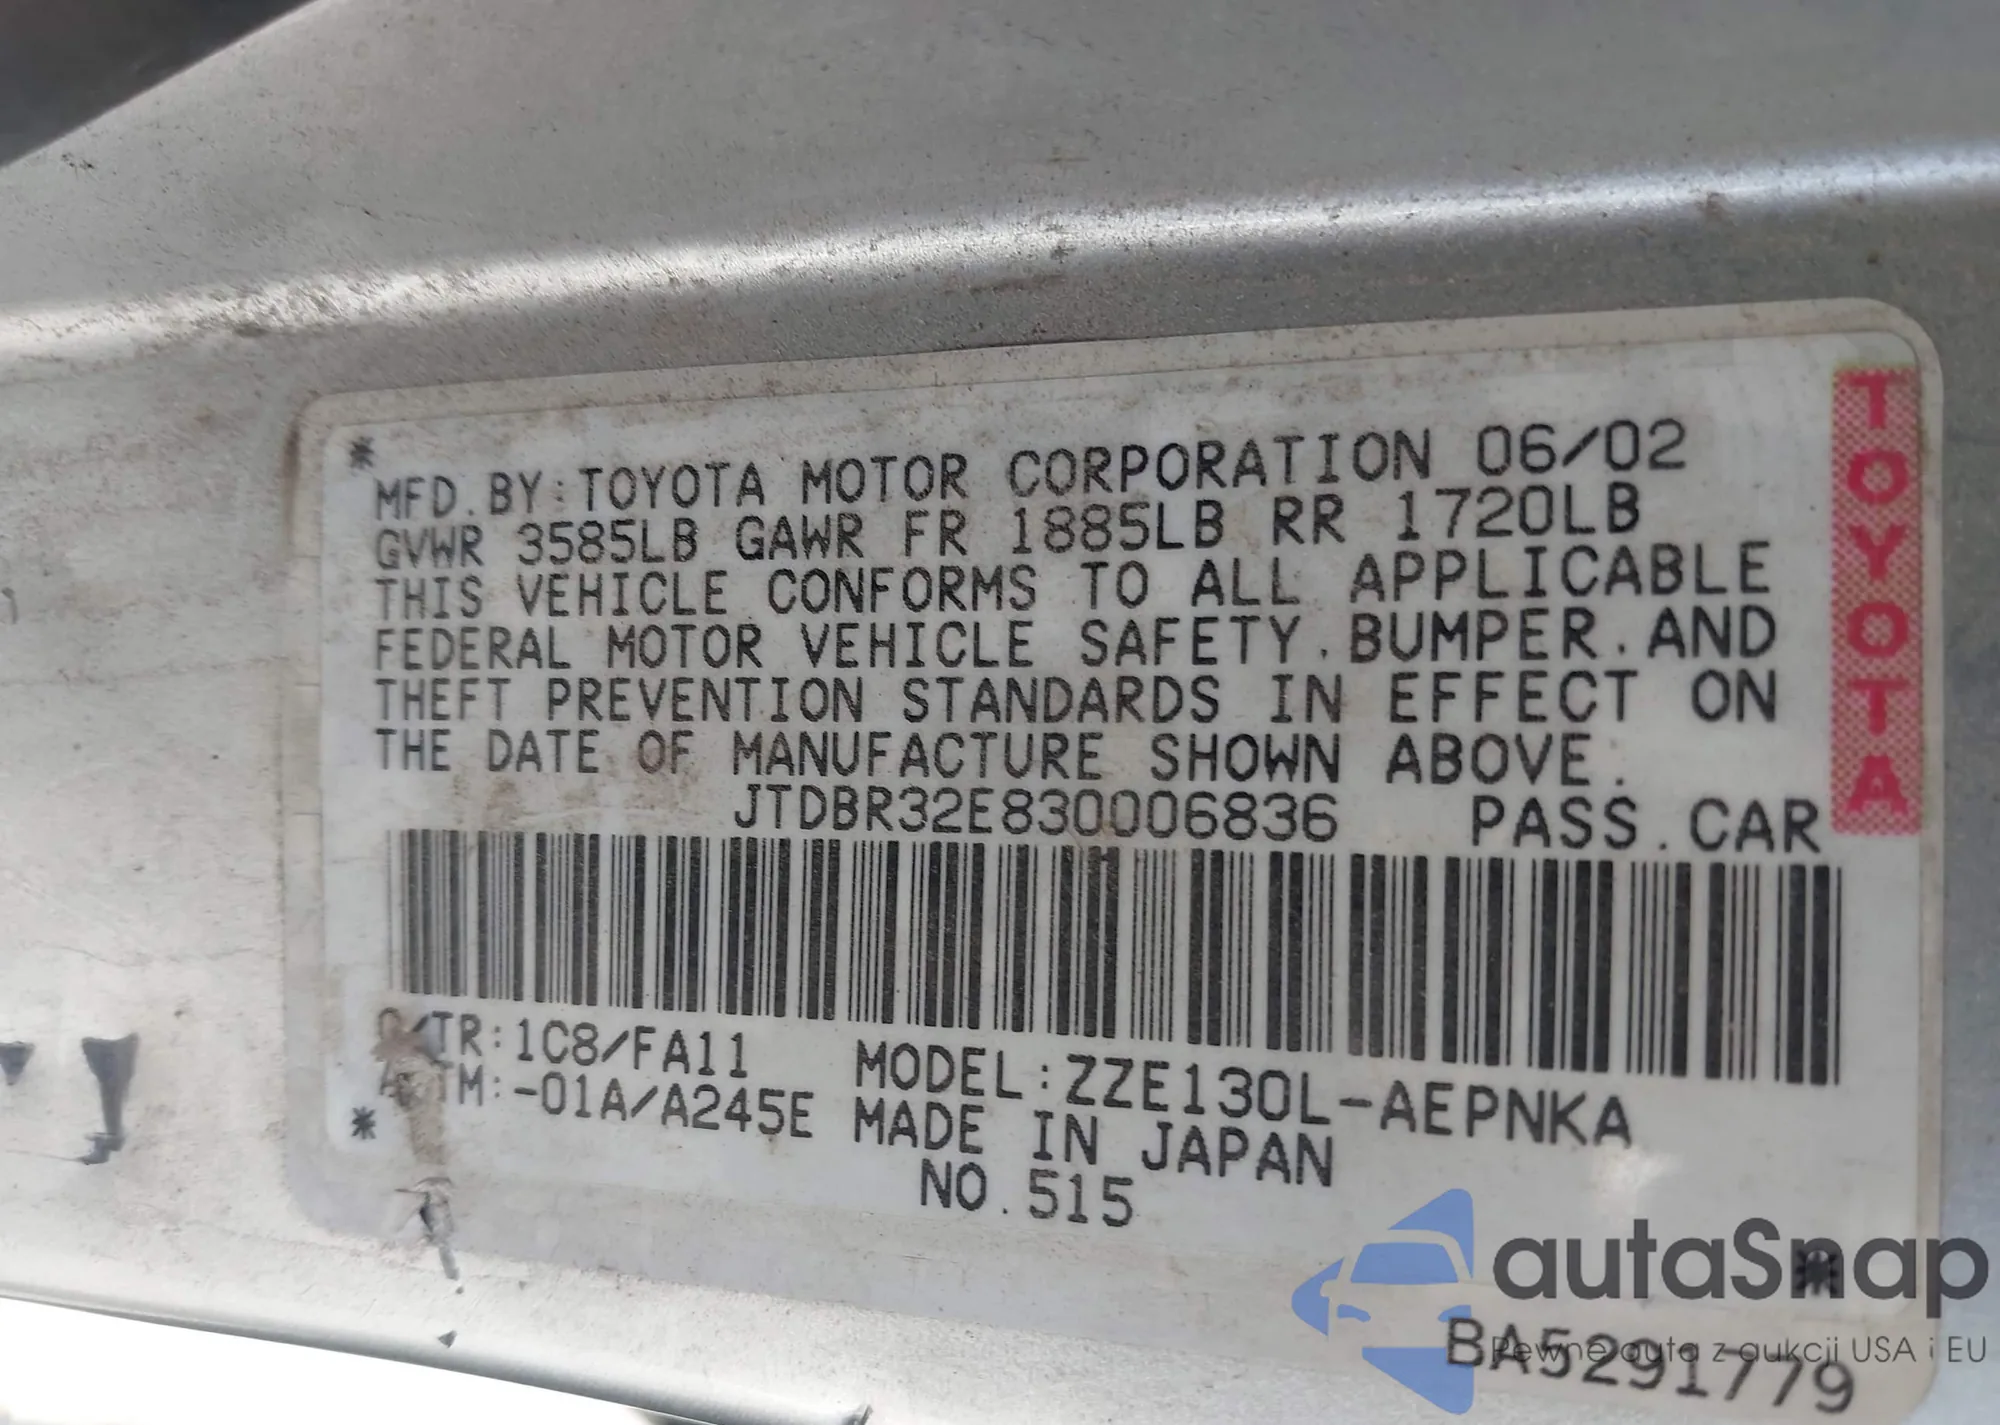 *
MFD.BY:TOYOTA MOTOR CORPORATION 06/02
GVWR 3585LB GAWR FR 1885LB RR 1720LB
THIS VEHICLE CONFORMS TO ALL APPLICABLE
FEDERAL MOTOR VEHICLE SAFETY.BUMPER.AND
THEFT PREVENTION STANDARDS IN EFFECT ON
THE DATE OF MANUFACTURE SHOWN ABOVE.
JTDBR32E830006836 PASS.CAR
TOYOTA
C/TR:1C8/FA11 MODEL:ZZE130L-AEPNKA
TM:-01A/A245E MADE IN JAPAN
* NO.515
autaSnap
*
Pewne auta z aukcji USA i EU
BA5291779